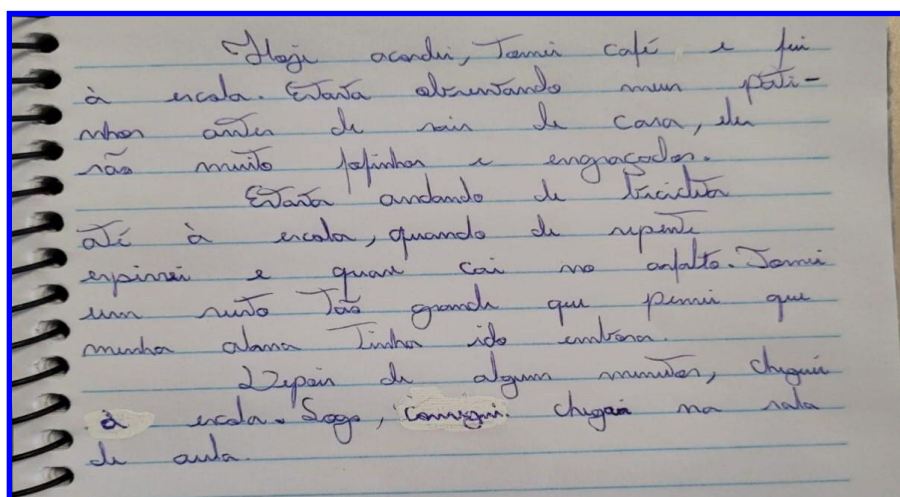 Hoje acordei, Tomei café e fui
à escola. Estava observando meus pati-
nhos antes de sair de casa, eles
são muito fofinhos e engraçados.
Estava andando de bicicleta
até à escola, quando de repente
espirrei e quase cai no asfalto. Tomei
um susto tão grande que pensei que
minha alma tinha ido embora.
Depois de alguns minutos, cheguei
à escola. Logo, consegui chegar na sala
de aula.